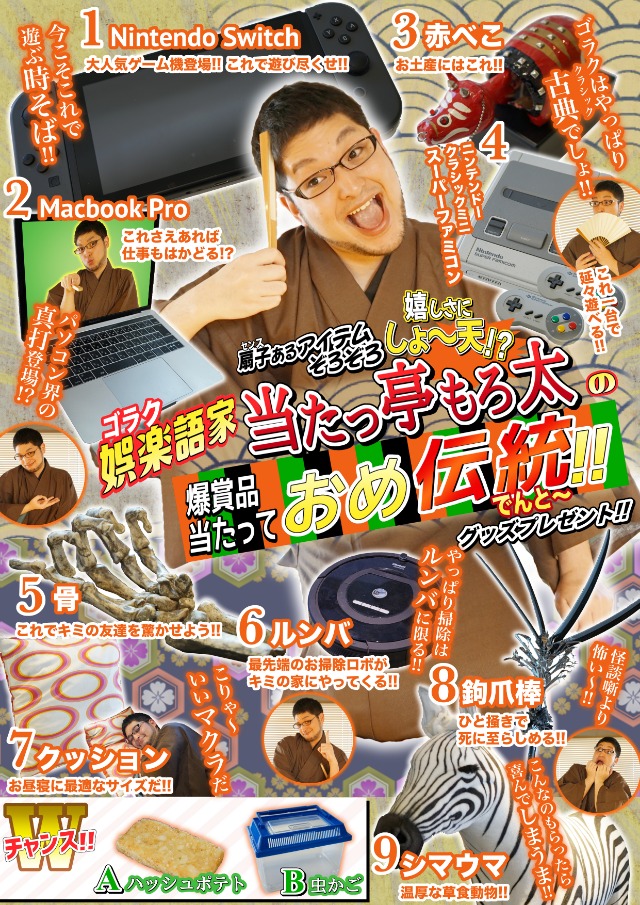 1 Nintendo Switch
大人気ゲーム機登場!! これで遊び尽くせ!!
今こそこれで
遊ぶ時そば!!
3 赤べこ
お土産にはこれ!!
ゴラクはやっぱり
クラシック
古典でしょ!!
4 ニンテンドー
クラシックミニ
スーパーファミコン
Nintendo
SUPER FAMICOM
これ一台で
延々遊べる!!
2 Macbook Pro
これさえあれば
仕事もはかどる!?
パソコン界の
真打登場!?
センス
扇子あるアイテム
ぞろぞろ
嬉しさに
しょ〜天!?
ゴラク
娯楽語家 当たっ亭もろ太の
爆賞品
当たって おめ伝統!!
でんと〜
グッズプレゼント!!
5 骨
これでキミの友達を驚かせよう!!
6 ルンバ
最先端のお掃除ロボが
キミの家にやってくる!!
やっぱり掃除は
ルンバに限る!!
7 クッション
お昼寝に最適なサイズだ!!
こりゃ〜
いいマクラだ
8 鉤爪棒
ひと掻きで
死に至らしめる!!
怪談噺より
怖い〜!!
9 シマウマ
温厚な草食動物!!
こんなのもらったら
喜んでしまうま!!
W
チャンス!!
A ハッシュポテト
B 虫かご